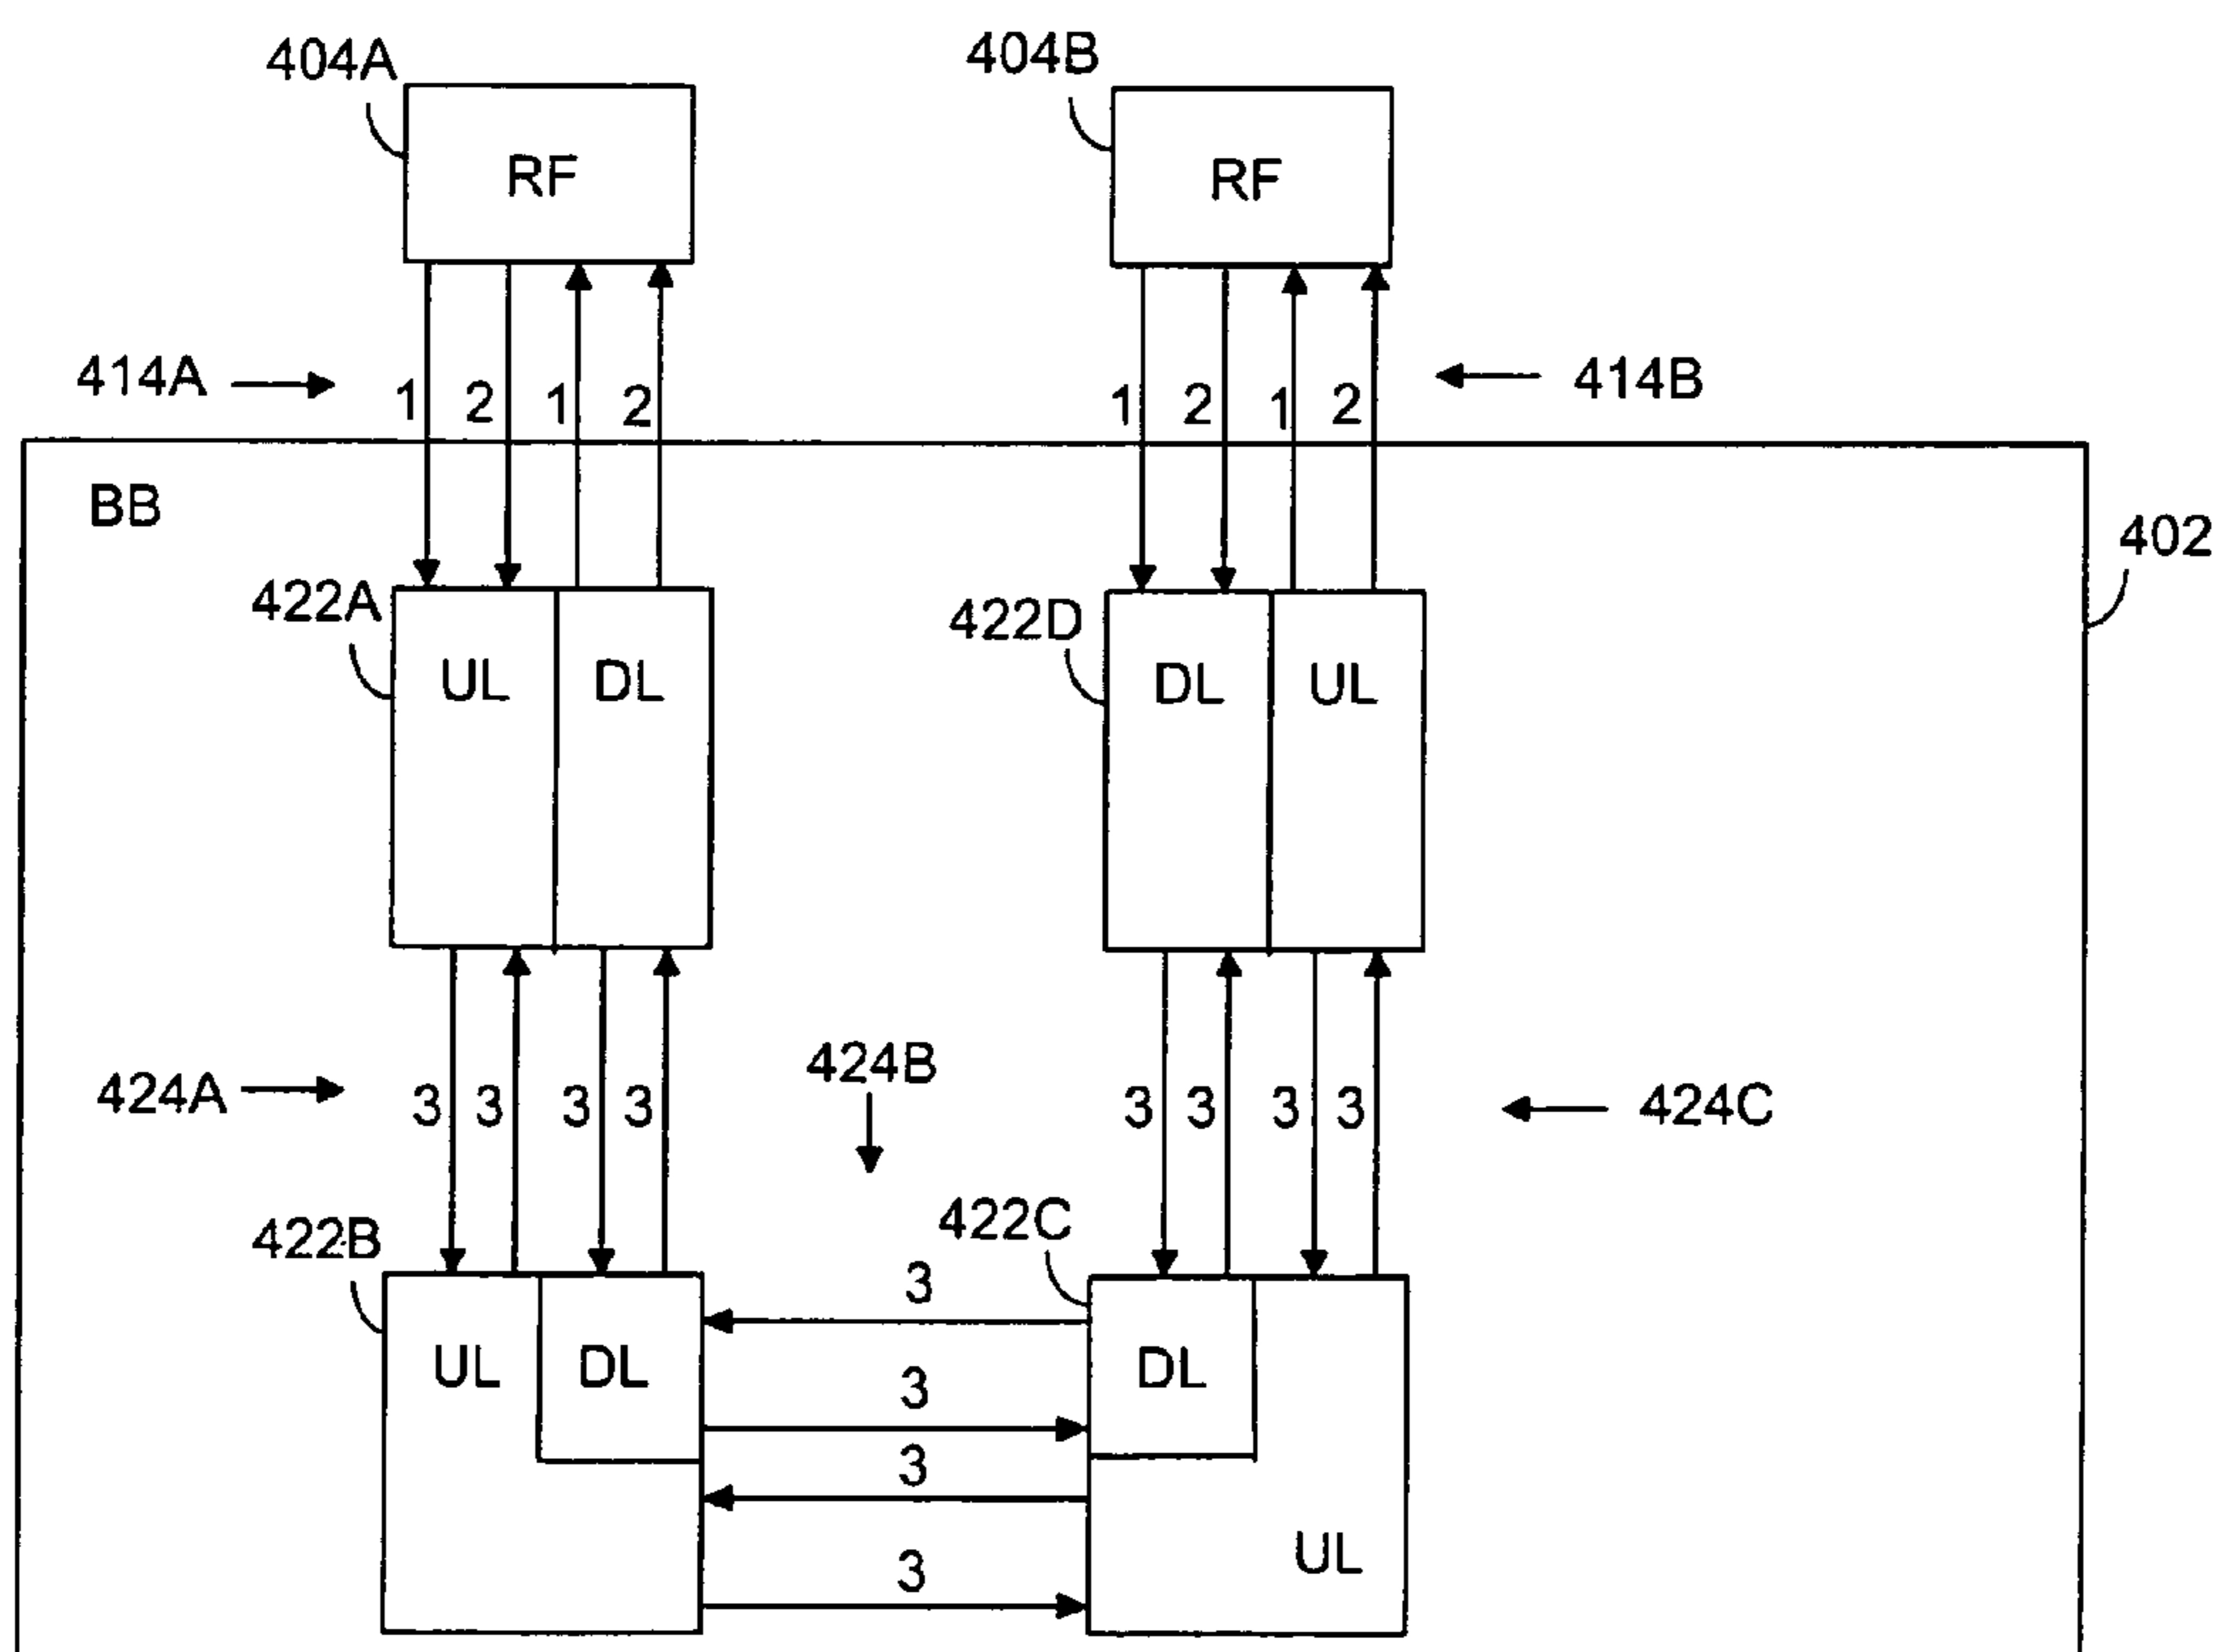 404A
404B
RF
RF
414A
1 2 1 2
1 2 1 2
414B
BB
402
422A
422D
UL DL
DL UL
424A
3 3 3 3
424B
3 3 3 3
424C
422B
422C
3
UL DL
DL
3
3
UL
3